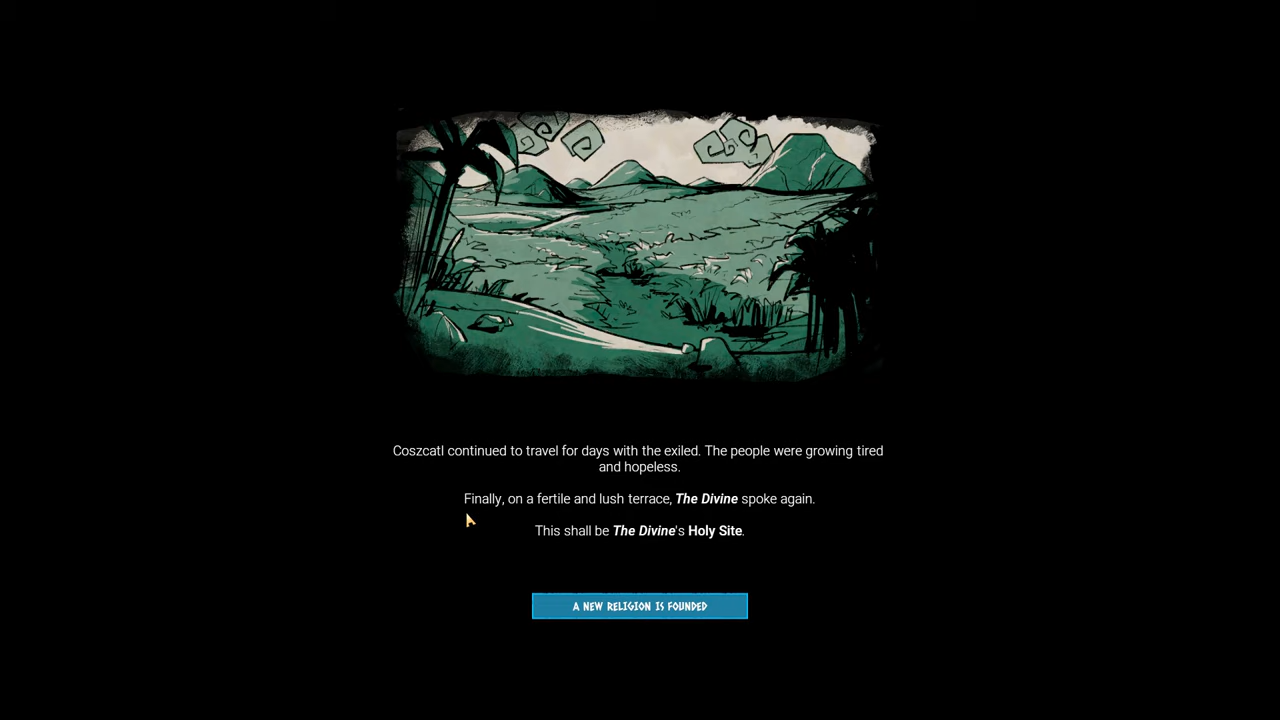 Coszcatl continued to travel for days with the exiled. The people were growing tired
and hopeless.
Finally, on a fertile and lush terrace, The Divine spoke again.
This shall be The Divine's Holy Site.
A NEW RELIGION IS FOUNDED